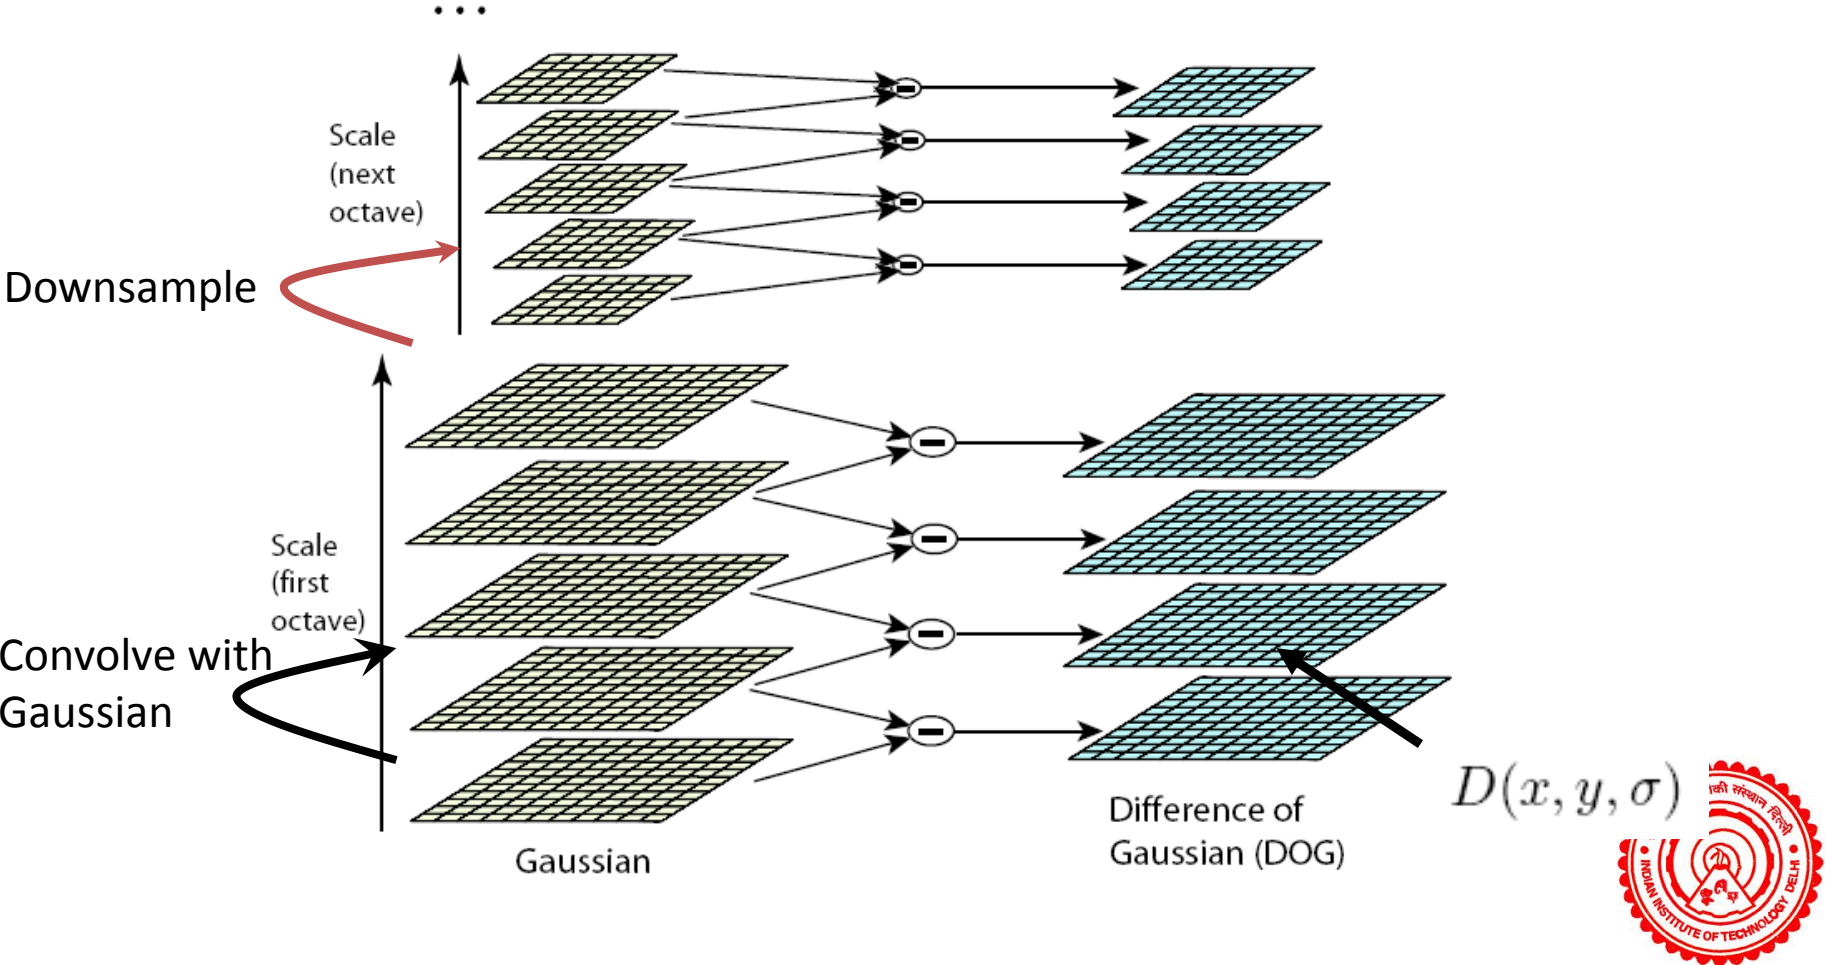 ...
Scale
(next
octave)
Downsample
Scale
(first
octave)
Convolve with
Gaussian
Gaussian
Difference of
Gaussian (DOG)
D(x, y, σ)
संस्थान दिल्ली
INDIAN INSTITUTE OF TECHNOLOGY DELHI